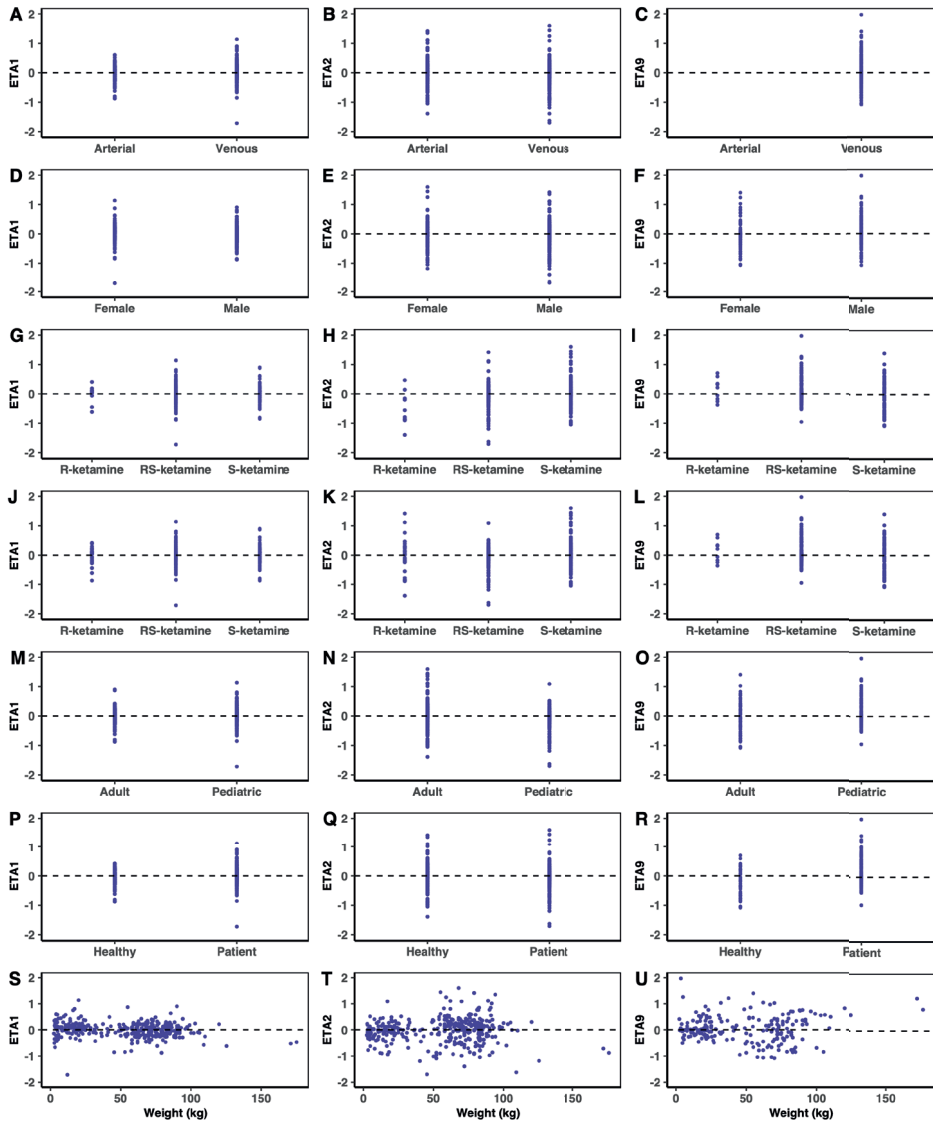 A B C
ETA1 2 1 0 -1 -2 Arterial Venous
ETA2 2 1 0 -1 -2 Arterial Venous
ETA9 2 1 0 -1 -2 Arterial Venous
D E F
ETA1 2 1 0 -1 -2 Female Male
ETA2 2 1 0 -1 -2 Female Male
ETA9 2 1 0 -1 -2 Female Male
G H I
ETA1 2 1 0 -1 -2 R-ketamine RS-ketamine S-ketamine
ETA2 2 1 0 -1 -2 R-ketamine RS-ketamine S-ketamine
ETA9 2 1 0 -1 -2 R-ketamine RS-ketamine S-ketamine
J K L
ETA1 2 1 0 -1 -2 R-ketamine RS-ketamine S-ketamine
ETA2 2 1 0 -1 -2 R-ketamine RS-ketamine S-ketamine
ETA9 2 1 0 -1 -2 R-ketamine RS-ketamine S-ketamine
M N O
ETA1 2 1 0 -1 -2 Adult Pediatric
ETA2 2 1 0 -1 -2 Adult Pediatric
ETA9 2 1 0 -1 -2 Adult Pediatric
P Q R
ETA1 2 1 0 -1 -2 Healthy Patient
ETA2 2 1 0 -1 -2 Healthy Patient
ETA9 2 1 0 -1 -2 Healthy Patient
S T U
ETA1 2 1 0 -1 -2 0 50 100 150 Weight (kg)
ETA2 2 1 0 -1 -2 0 50 100 150 Weight (kg)
ETA9 2 1 0 -1 -2 0 50 100 150 Weight (kg)